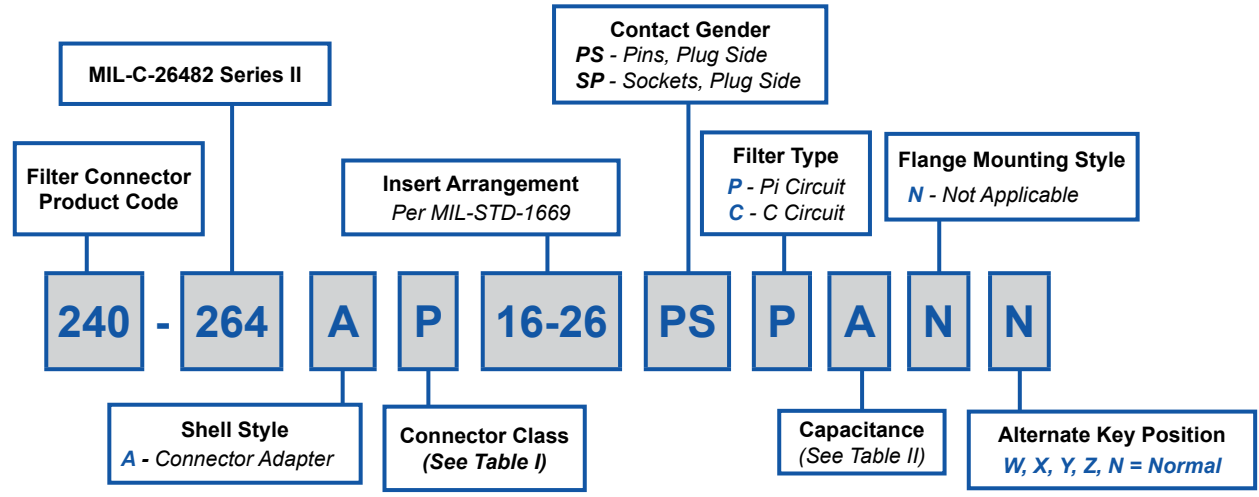 Contact Gender
PS - Pins, Plug Side
SP - Sockets, Plug Side
MIL-C-26482 Series II
Filter Connector
Product Code
Insert Arrangement
Per MIL-STD-1669
Filter Type
P - Pi Circuit
C - C Circuit
Flange Mounting Style
N - Not Applicable
240 - 264 A P 16-26 PS P A N N
Shell Style
A - Connector Adapter
Connector Class
(See Table I)
Capacitance
(See Table II)
Alternate Key Position
W, X, Y, Z, N = Normal